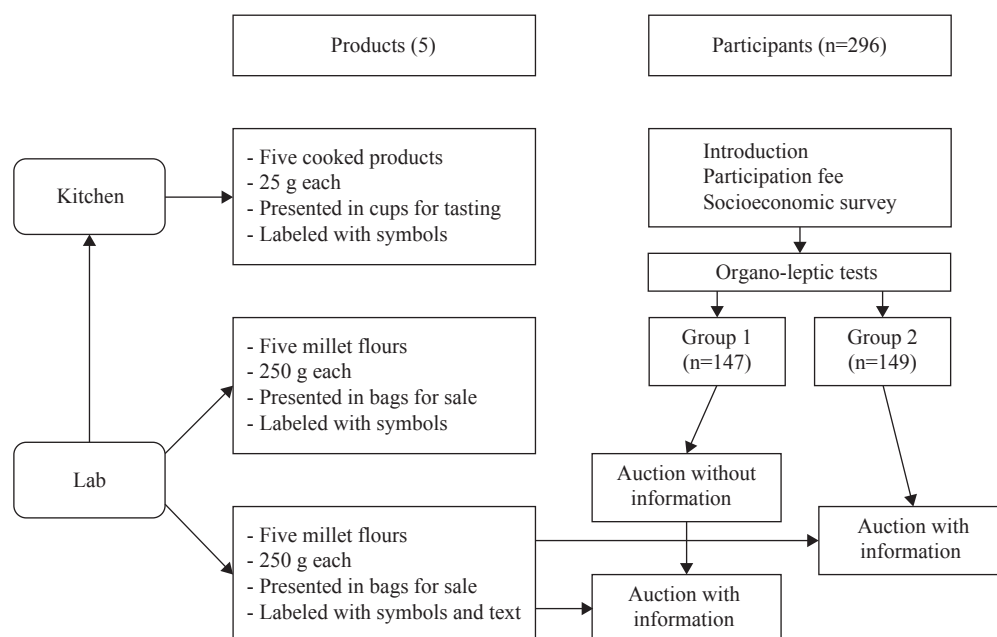 Products (5)
Participants (n=296)
Kitchen
- Five cooked products
- 25 g each
- Presented in cups for tasting
- Labeled with symbols
Introduction
Participation fee
Socioeconomic survey
Organo-leptic tests
Group 1
(n=147)
Group 2
(n=149)
- Five millet flours
- 250 g each
- Presented in bags for sale
- Labeled with symbols
Lab
Auction without
information
- Five millet flours
- 250 g each
- Presented in bags for sale
- Labeled with symbols and text
Auction with
information
Auction with
information